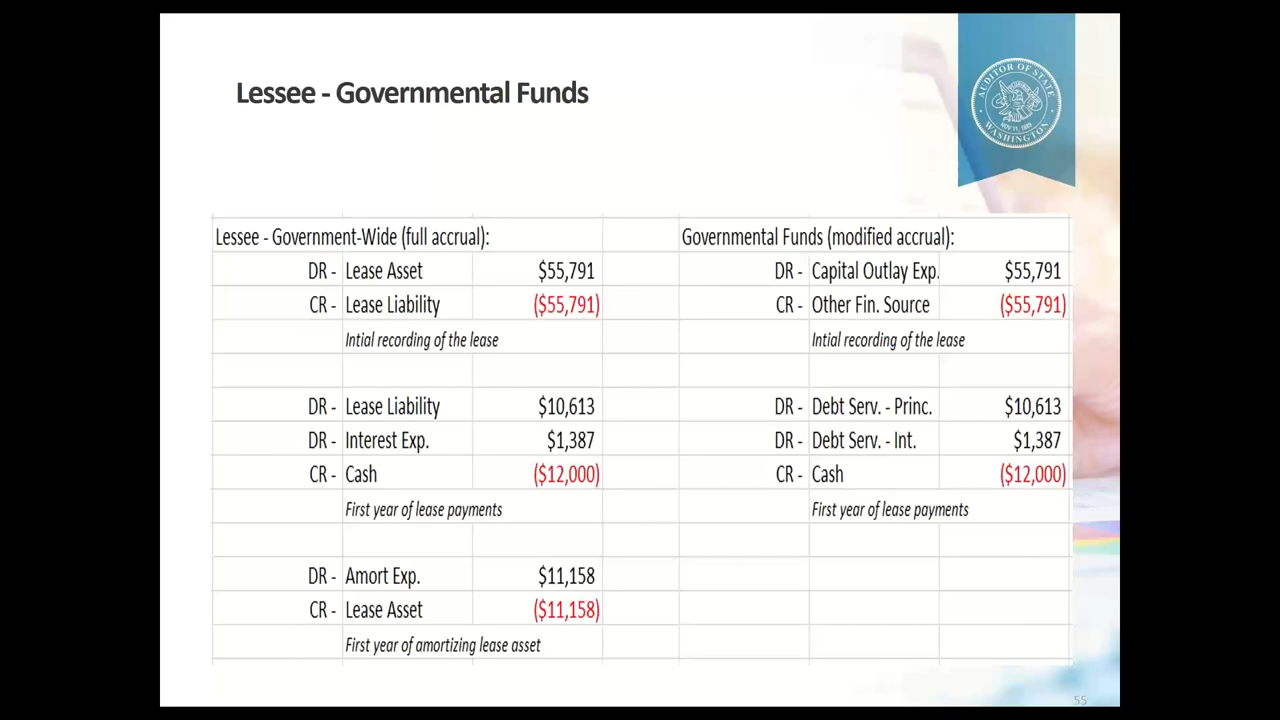 Lessee - Governmental Funds
AUDITOR OF STATE
NOV 11, 1889
WASHINGTON
Lessee - Government-Wide (full accrual): Governmental Funds (modified accrual):
DR - Lease Asset $55,791 DR - Capital Outlay Exp. $55,791
CR - Lease Liability ($55,791) CR - Other Fin. Source ($55,791)
Intial recording of the lease Intial recording of the lease
DR - Lease Liability $10,613 DR - Debt Serv. - Princ. $10,613
DR - Interest Exp. $1,387 DR - Debt Serv. - Int. $1,387
CR - Cash ($12,000) CR - Cash ($12,000)
First year of lease payments First year of lease payments
DR - Amort Exp. $11,158
CR - Lease Asset ($11,158)
First year of amortizing lease asset
55